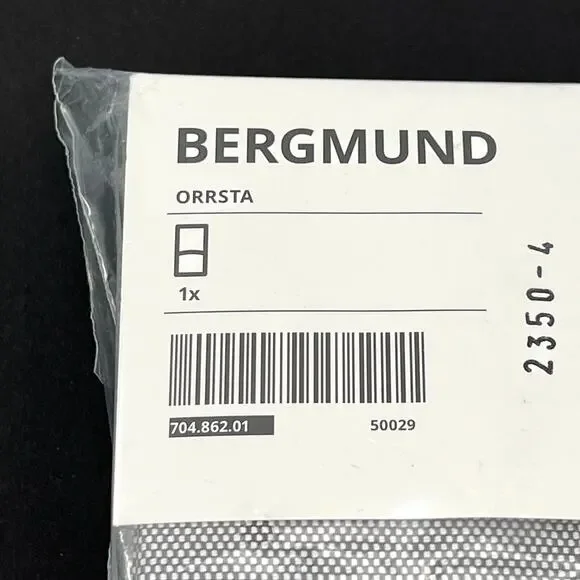 BERGMUND
ORRSTA
1x
704.862.01
50029
2350-4